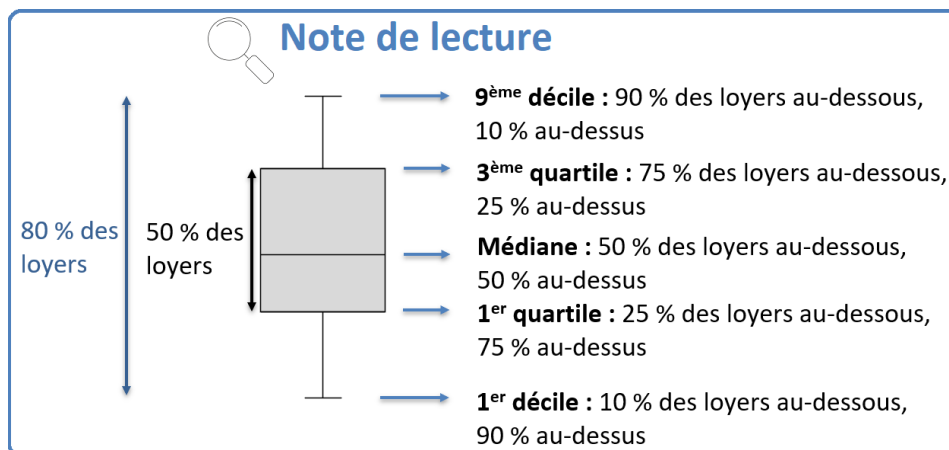 Note de lecture
9ème décile : 90 % des loyers au-dessous,
10 % au-dessus
3ème quartile : 75 % des loyers au-dessous,
25 % au-dessus
80 % des
loyers
50 % des
loyers
Médiane : 50 % des loyers au-dessous,
50 % au-dessus
1er quartile : 25 % des loyers au-dessous,
75 % au-dessus
1er décile : 10 % des loyers au-dessous,
90 % au-dessus